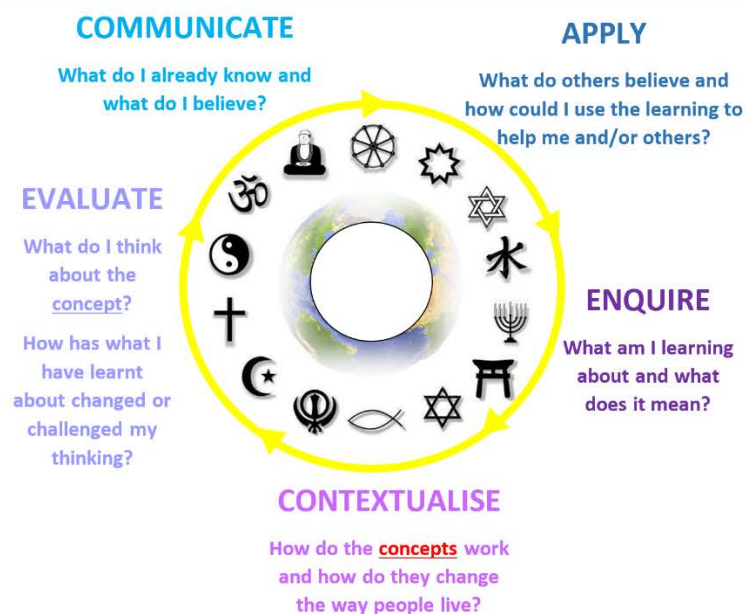 COMMUNICATE
What do I already know and
what do I believe?
APPLY
What do others believe and
how could I use the learning to
help me and/or others?
ENQUIRE
What am I learning
about and what
does it mean?
CONTEXTUALISE
How do the concepts work
and how do they change
the way people live?
EVALUATE
What do I think
about the
concept?
How has what I
have learnt
about changed or
challenged my
thinking?
ॐ
水